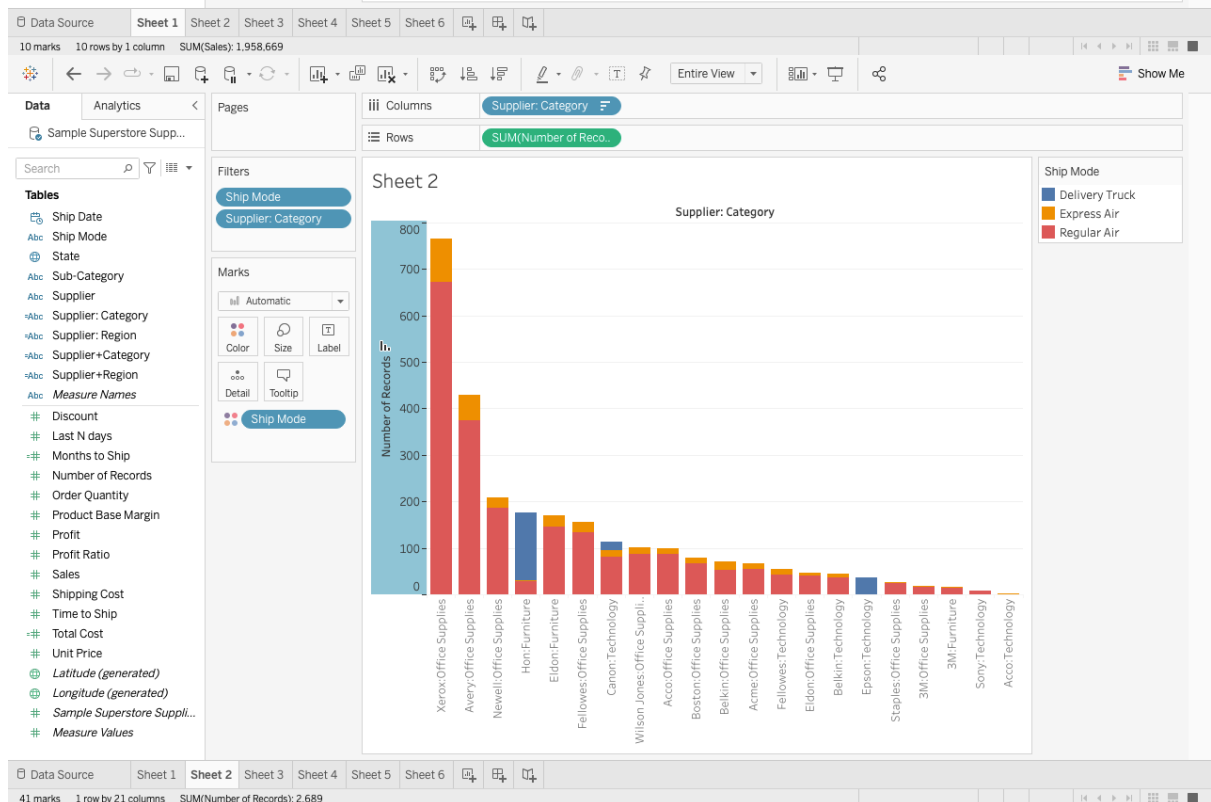 Data Source Sheet 1 Sheet 2 Sheet 3 Sheet 4 Sheet 5 Sheet 6
10 marks 10 rows by 1 column SUM(Sales): 1,958,669
Entire View
Show Me
Data Analytics
Sample Superstore Supp...
Search
Tables
Ship Date
Abc Ship Mode
State
Abc Sub-Category
Abc Supplier
=Abc Supplier: Category
=Abc Supplier: Region
=Abc Supplier+Category
=Abc Supplier+Region
Abc Measure Names
# Discount
# Last N days
=# Months to Ship
# Number of Records
# Order Quantity
# Product Base Margin
# Profit
# Profit Ratio
# Sales
# Shipping Cost
# Time to Ship
=# Total Cost
# Unit Price
Latitude (generated)
Longitude (generated)
# Sample Superstore Suppli...
# Measure Values
Pages
Filters
Ship Mode
Supplier: Category
Marks
Automatic
Color Size Label
Detail Tooltip
Ship Mode
Columns Supplier: Category
Rows SUM(Number of Reco..
Sheet 2
Supplier: Category
Number of Records
800
700
600
500
400
300
200
100
0
Xerox:Office Supplies
Avery:Office Supplies
Newell:Office Supplies
Hon:Furniture
Eldon:Furniture
Fellowes:Office Supplies
Canon:Technology
Wilson Jones:Office Suppli..
Acco:Office Supplies
Boston:Office Supplies
Belkin:Office Supplies
Acme:Office Supplies
Fellowes:Technology
Eldon:Office Supplies
Belkin:Technology
Epson:Technology
Staples:Office Supplies
3M:Office Supplies
3M:Furniture
Sony:Technology
Acco:Technology
Ship Mode
Delivery Truck
Express Air
Regular Air
Data Source Sheet 1 Sheet 2 Sheet 3 Sheet 4 Sheet 5 Sheet 6
41 marks 1 row by 21 columns SUM(Number of Records): 2,689